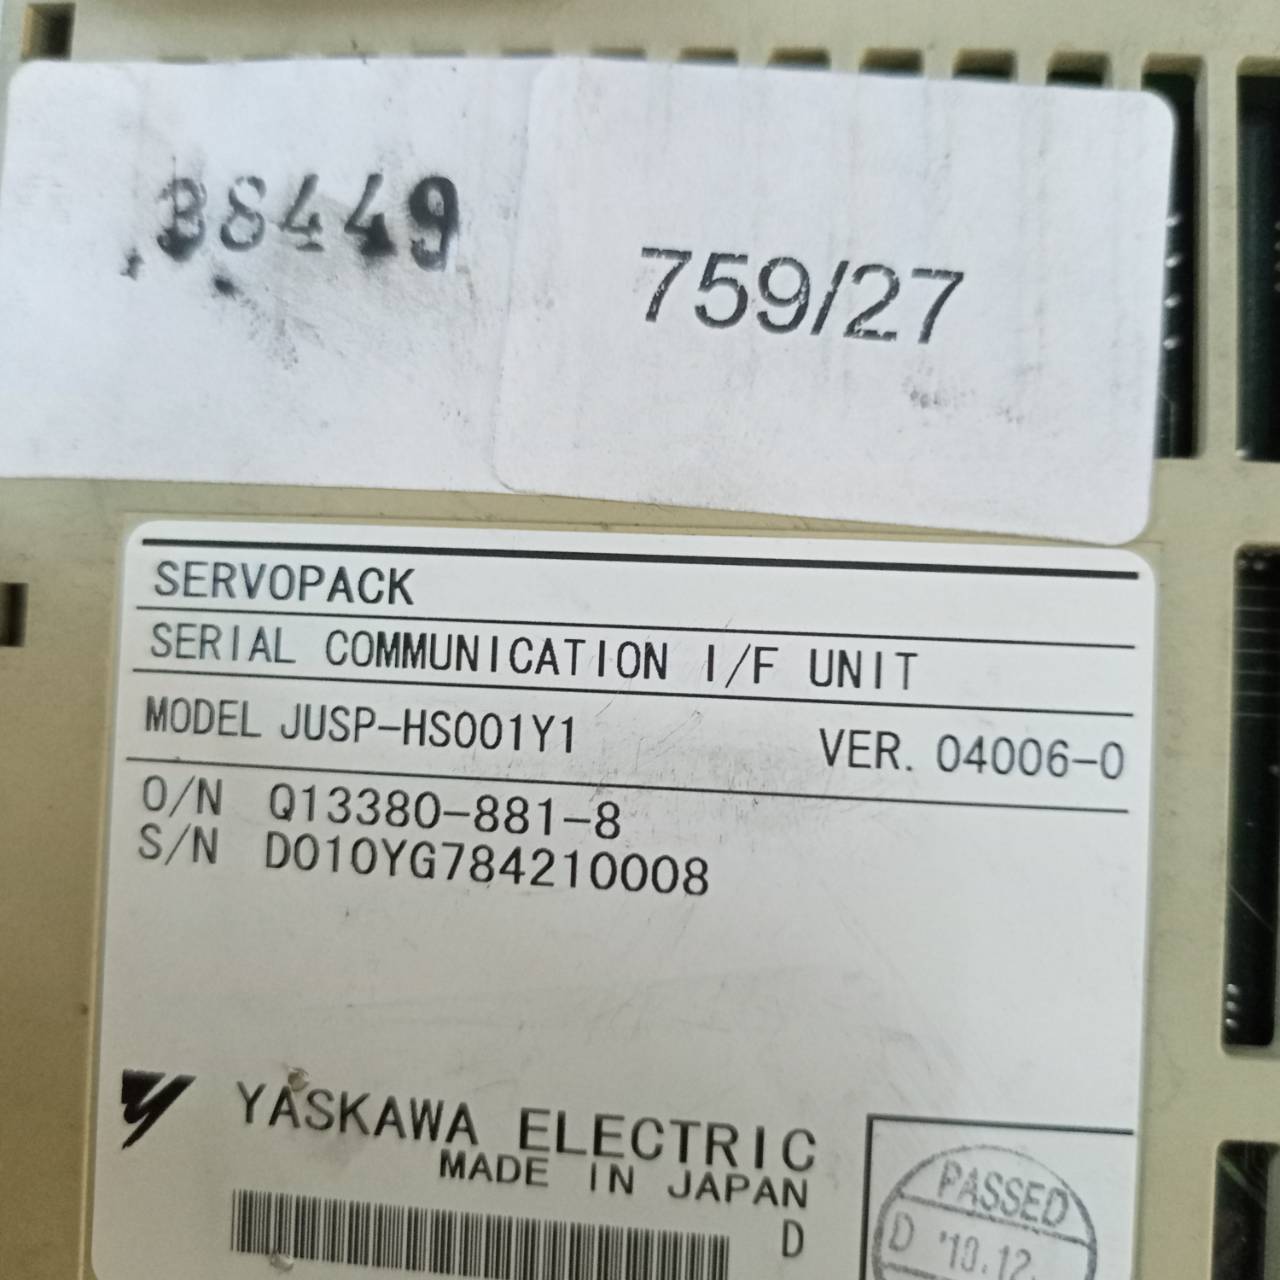 38449
759/27
SERVOPACK
SERIAL COMMUNICATION I/F UNIT
MODEL JUSP-HS001Y1 VER. 04006-0
O/N Q13380-881-8
S/N D010YG784210008
YASKAWA ELECTRIC
MADE IN JAPAN
D
PASSED
D '10.12.